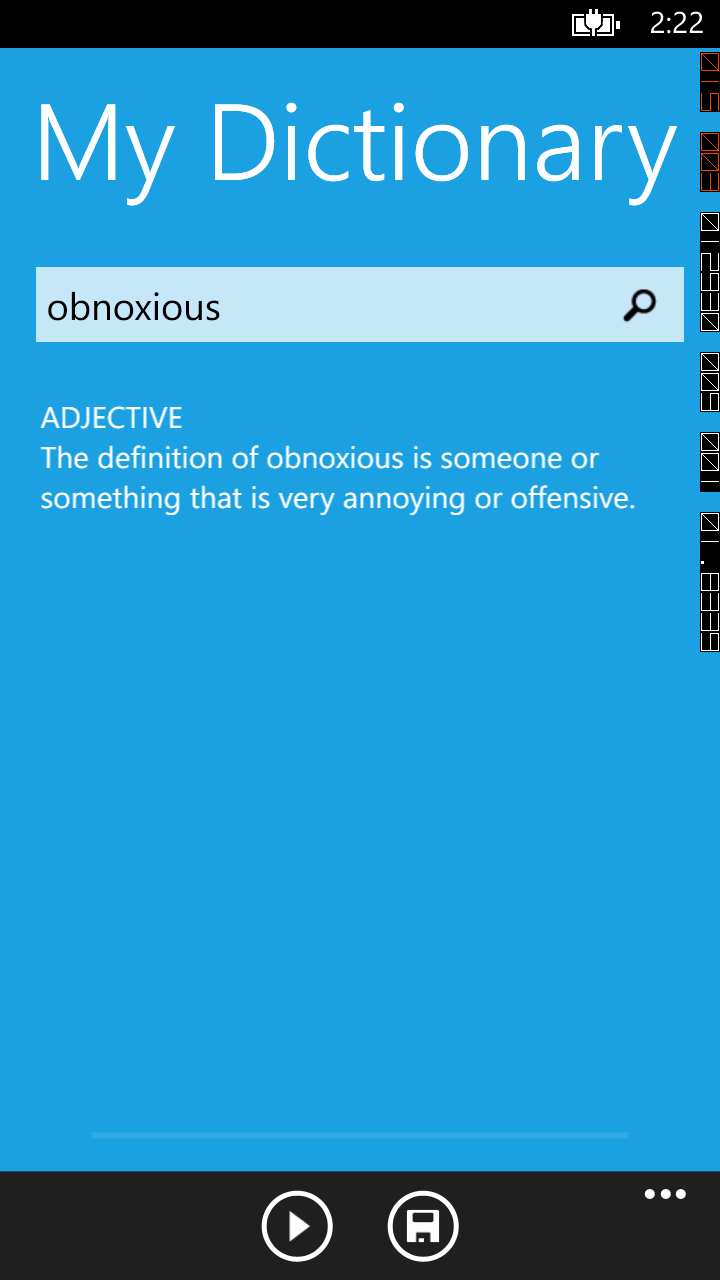 2:22
My Dictionary
obnoxious
ADJECTIVE
The definition of obnoxious is someone or
something that is very annoying or offensive.